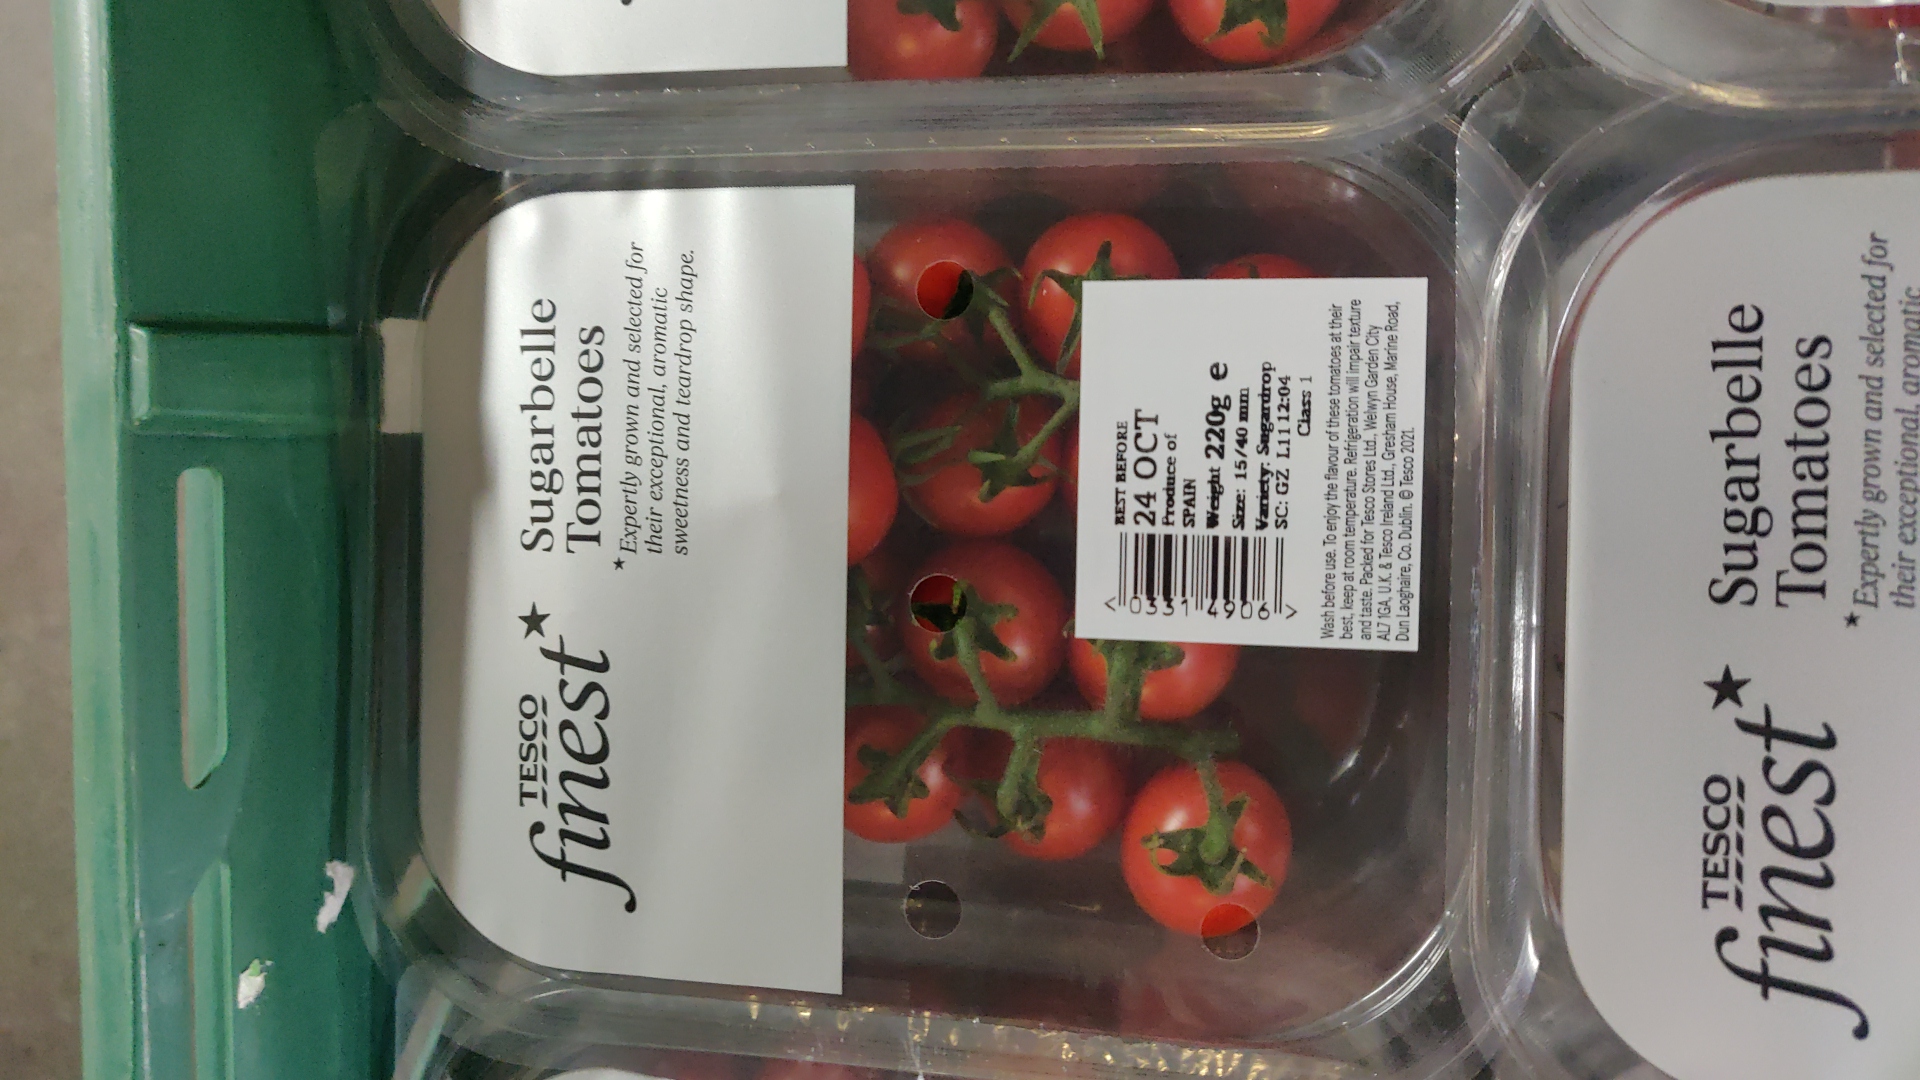 TESCO
finest
Sugarbelle
Tomatoes
Expertly grown and selected for
their exceptional, aromatic
sweetness and teardrop shape.
BEST BEFORE
24 OCT
Produce of
SPAIN
Weight 220g e
Size: 15/40 mm
Variety: Sugardrop
SC: GZ L11 12:04
Class 1
< 0331 4906 >
Wash before use. To enjoy the flavour of these tomatoes at their
best, keep at room temperature. Refrigeration will impair texture
and taste. Packed for Tesco Stores Ltd., Welwyn Garden City
AL7 1GA, U.K. & Tesco Ireland Ltd., Gresham House, Marine Road,
Dun Laoghaire, Co. Dublin. © Tesco 2021.
TESCO
finest
Sugarbelle
Tomatoes
Expertly grown and selected for
their exceptional, aromatic